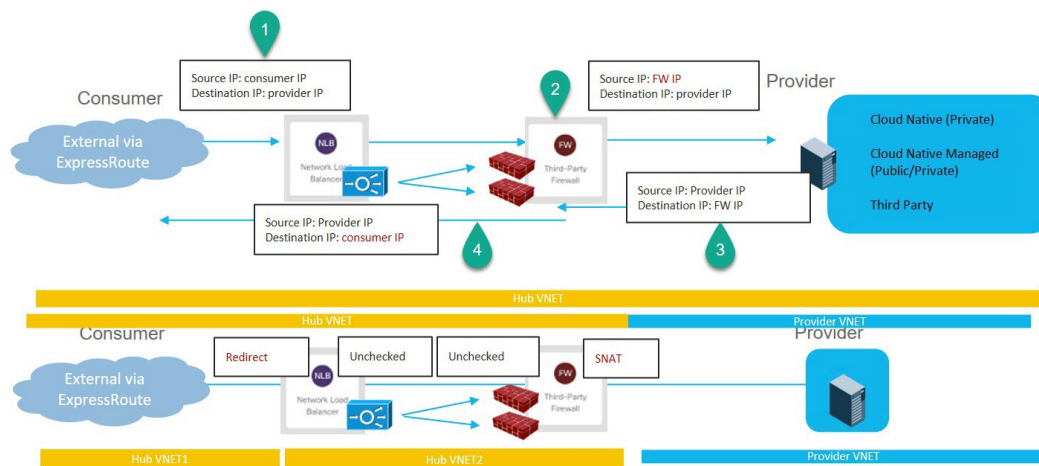 1
Source IP: consumer IP
Destination IP: provider IP
2
Source IP: FW IP
Destination IP: provider IP
Consumer
Provider
External via
ExpressRoute
NLB
Network Load
Balancer
FW
Third-Party
Firewall
Cloud Native (Private)
Cloud Native Managed
(Public/Private)
Third Party
Source IP: Provider IP
Destination IP: FW IP
Source IP: Provider IP
Destination IP: consumer IP
4
3
Hub VNET
Hub VNET
Provider VNET
Consumer
Provider
Redirect
Unchecked
Unchecked
SNAT
External via
ExpressRoute
NLB
Network Load
Balancer
FW
Third-Party
Firewall
Hub VNET1
Hub VNET2
Provider VNET